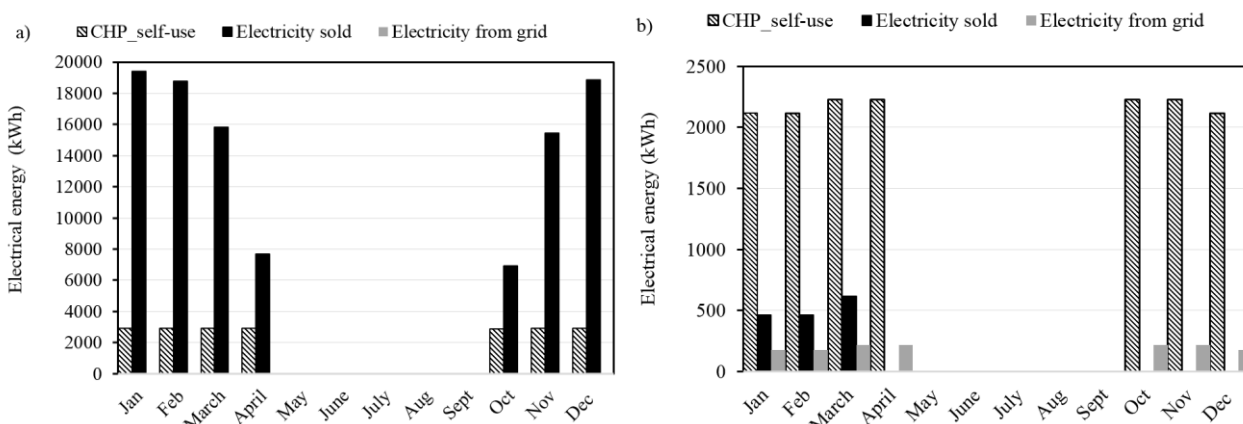 a)
CHP_self-use Electricity sold Electricity from grid
Electrical energy (kWh)
20000
18000
16000
14000
12000
10000
8000
6000
4000
2000
0
Jan Feb March April May June July Aug Sept Oct Nov Dec
b)
CHP_self-use Electricity sold Electricity from grid
Electrical energy (kWh)
2500
2000
1500
1000
500
0
Jan Feb March April May June July Aug Sept Oct Nov Dec